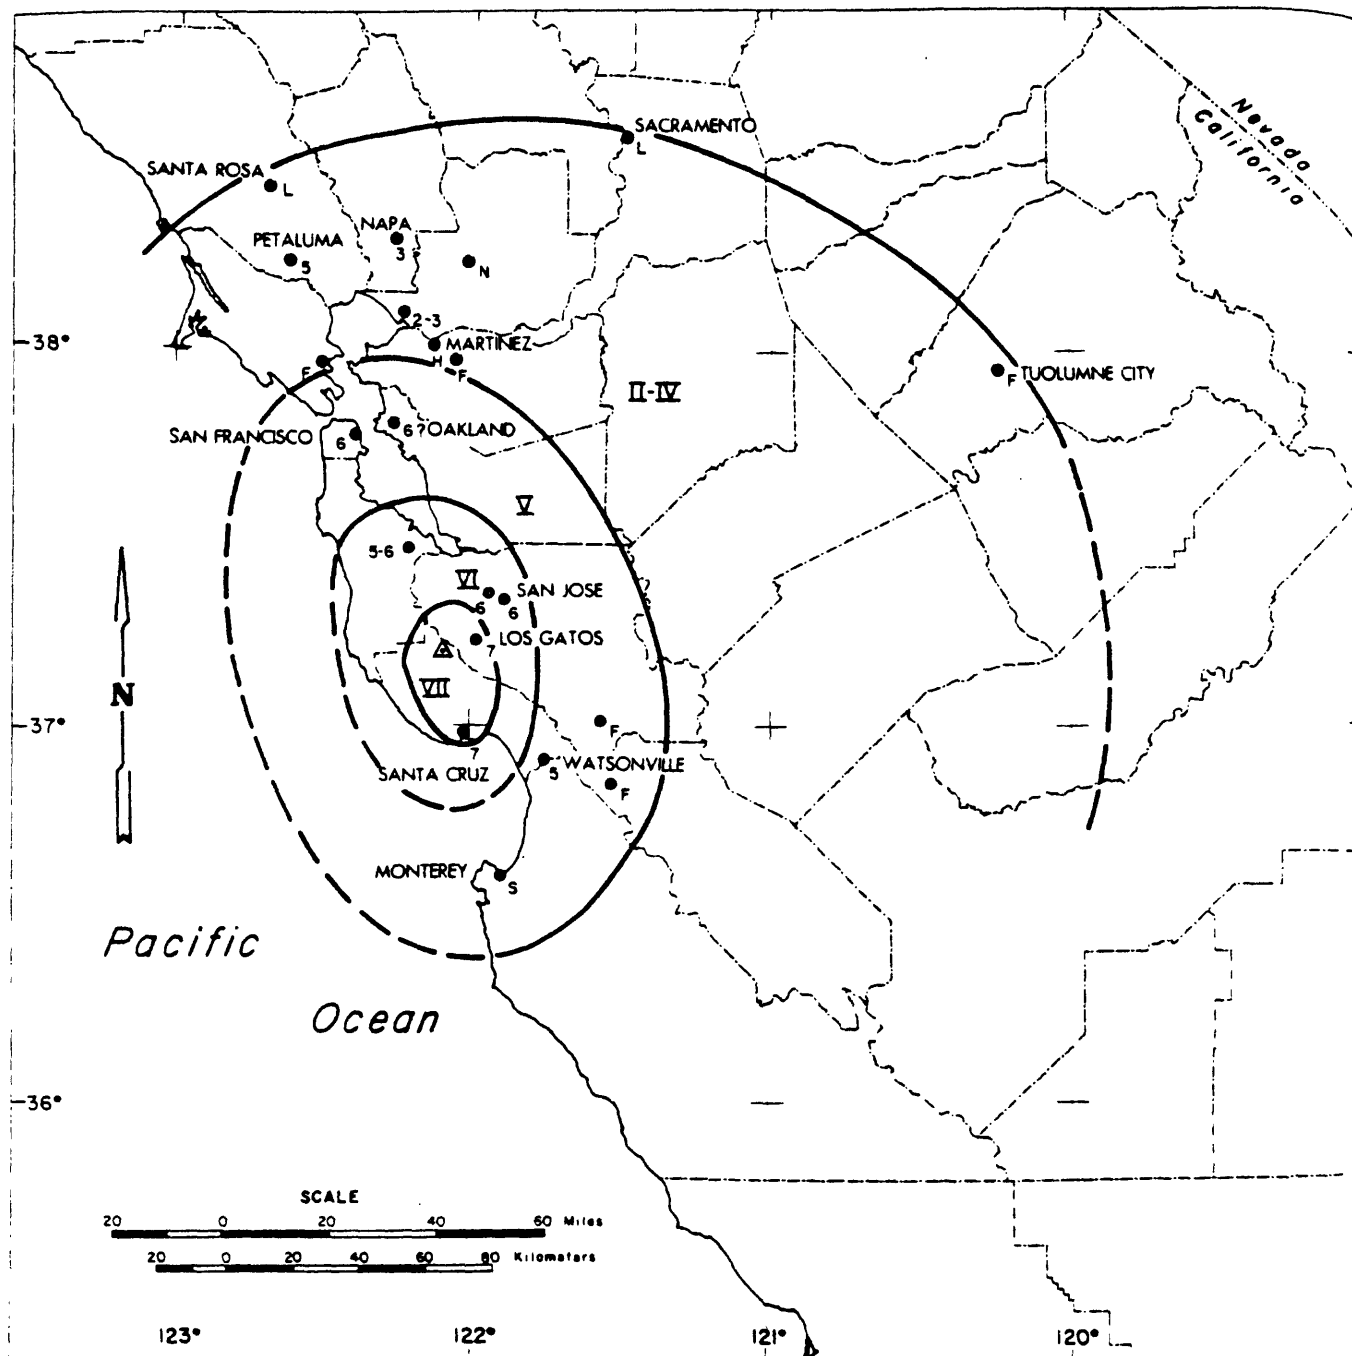 Nevada
California
SACRAMENTO
L
SANTA ROSA
L
NAPA
3
PETALUMA
5
N
2-3
38°
MARTINEZ
H
F
F
F TUOLUMNE CITY
II-IV
SAN FRANCISCO
6
6? OAKLAND
V
5-6
VI
SAN JOSE
6
6
LOS GATOS
7
VII
N
37°
F
7
5 WATSONVILLE
SANTA CRUZ
F
MONTEREY
S
Pacific
Ocean
36°
SCALE
20 0 20 40 60 Miles
20 0 20 40 60 80 Kilometers
123° 122° 121° 120°